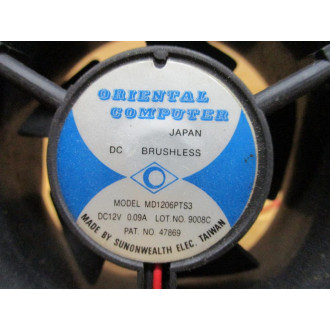 ORIENTAL
COMPUTER
JAPAN
DC BRUSHLESS
MODEL MD1206PTS3
DC12V 0.09A LOT NO. 9008C
PAT NO 47869
MADE BY SUNONWEALTH ELEC. TAIWAN